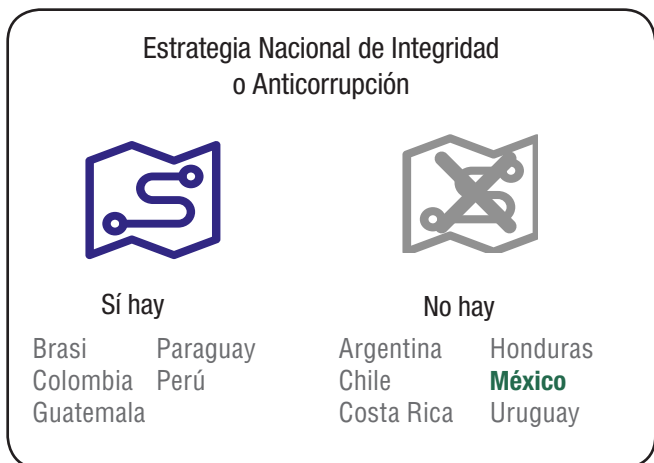 Estrategia Nacional de Integridad
o Anticorrupción
Sí hay
Brasi Paraguay
Colombia Perú
Guatemala
No hay
Argentina Honduras
Chile México
Costa Rica Uruguay